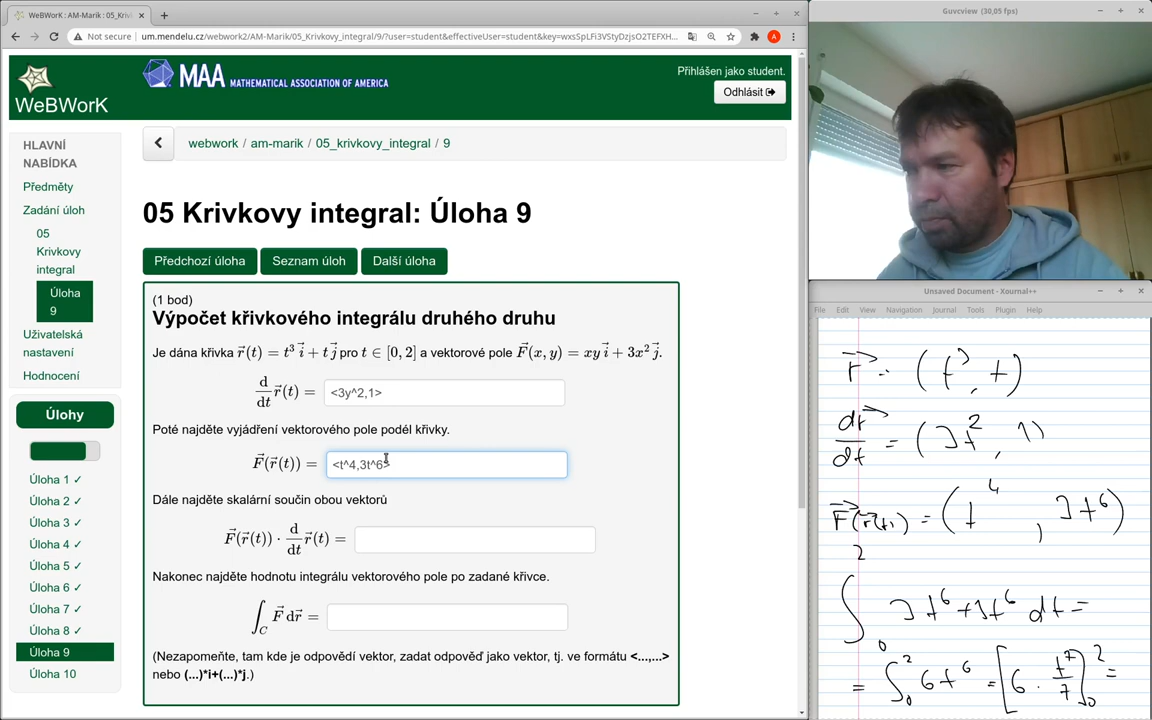 WeBWorK: AM-Marik : 05_Krivl
Guvcview (30,05 fps)
Not secure | um.mendelu.cz/webwork2/AM-Marik/05_Krivkovy_integral/9/?user=student&effectiveUser=student&key=wxsSpLFi3VStyDzjsO2TEFXH...
A
WeBWorK
MAA MATHEMATICAL ASSOCIATION OF AMERICA
Přihlášen jako student.
Odhlásit
HLAVNÍ NABÍDKA
Předměty
Zadání úloh
05 Krivkovy integral
Úloha 9
Uživatelská nastavení
Hodnocení
Úlohy
Úloha 1 ✓
Úloha 2 ✓
Úloha 3 ✓
Úloha 4 ✓
Úloha 5 ✓
Úloha 6 ✓
Úloha 7 ✓
Úloha 8 ✓
Úloha 9
Úloha 10
webwork / am-marik / 05_krivkovy_integral / 9
05 Krivkovy integral: Úloha 9
Předchozí úloha Seznam úloh Další úloha
(1 bod)
Výpočet křivkového integrálu druhého druhu
Je dána křivka r⃗(t) = t³ i⃗ + t j⃗ pro t ∈ [0, 2] a vektorové pole F⃗(x, y) = xy i⃗ + 3x² j⃗.
d/dt r⃗(t) = <3y^2,1>
Poté najděte vyjádření vektorového pole podél křivky.
F⃗(r⃗(t)) = <t^4,3t^6>
Dále najděte skalární součin obou vektorů
F⃗(r⃗(t)) · d/dt r⃗(t) =
Nakonec najděte hodnotu integrálu vektorového pole po zadané křivce.
∫_C F⃗ dr⃗ =
(Nezapomeňte, tam kde je odpovědí vektor, zadat odpověď jako vektor, tj. ve formátu <...,...>
nebo (...)*i+(...)*j.)
Unsaved Document - Xournal++
File Edit View Navigation Journal Tools Plugin Help
r⃗ = (t³, t)
dr⃗/dt = (3t², 1)
F⃗(r⃗(t)) = (t⁴, 3t⁶)
∫₀² 3t⁶+3t⁶ dt =
= ∫₀² 6t⁶ = [6 · t⁷/7]₀² =